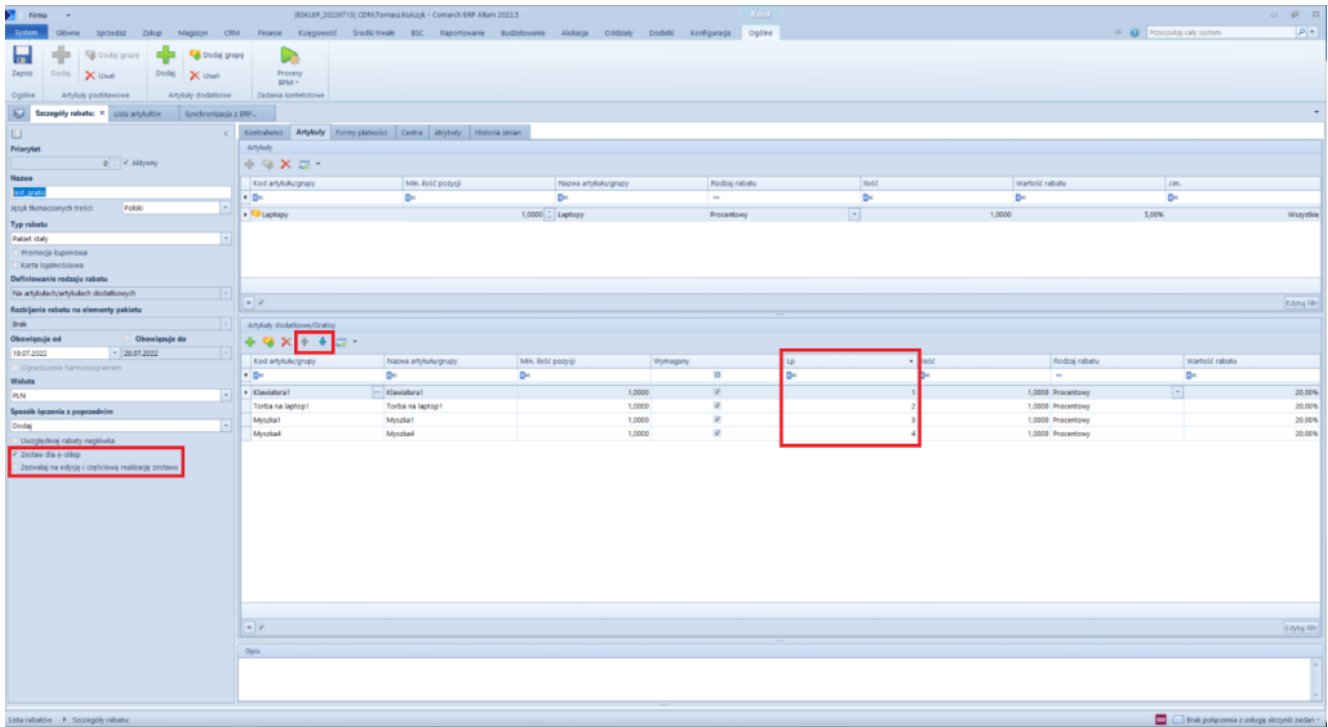 Firma
[ESKLEP_20220713] CDN\Tomasz.Kulczyk - Comarch ERP Altum 2022.5
Rabat
System Główne Sprzedaż Zakup Magazyn CRM Finanse Księgowość Środki trwałe BSC Raportowanie Budżetowanie Alokacja Oddziały Dodatki Konfiguracja Ogólne
Przeszukaj cały system
Zapisz Dodaj Dodaj grupę Usuń Dodaj Dodaj grupę Usuń Procesy BPM
Ogólne Artykuły podstawowe Artykuły dodatkowe Zadania kontekstowe
Szczegóły rabatu: Lista artykułów Synchronizacja z ERP...
Kontrahenci Artykuły Formy płatności Centra Atrybuty Historia zmian
Priorytet
0 Aktywny
Nazwa
test_gratis
Język tłumaczonych treści: Polski
Typ rabatu
Pakiet stały
Promocja kuponowa
Karta lojalnościowa
Definiowanie rodzaju rabatu
Na artykułach/artykułach dodatkowych
Rozbijanie rabatu na elementy pakietu
Brak
Obowiązuje od Obowiązuje do
19.07.2022 20.07.2022
Ograniczenie harmonogramem
Waluta
PLN
Sposób łączenia z poprzednim
Dodaj
Uwzględniaj rabaty nagłówka
Zestaw dla e-sklep
Zezwalaj na edycję i częściową realizację zestawu
Artykuły
Kod artykułu/grupy Min. ilość pozycji Nazwa artykułu/grupy Rodzaj rabatu Ilość Wartość rabatu J.m.
Laptopy 1,0000 Laptopy Procentowy 1,0000 5,00% Wszystkie
Edytuj filtr
Artykuły dodatkowe/Gratisy
Kod artykułu/grupy Nazwa artykułu/grupy Min. ilość pozycji Wymagany Lp Ilość Rodzaj rabatu Wartość rabatu
Klawiatura1 Klawiatura1 1,0000 1 1,0000 Procentowy 20,00%
Torba na laptop1 Torba na laptop1 1,0000 2 1,0000 Procentowy 20,00%
Myszka1 Myszka1 1,0000 3 1,0000 Procentowy 20,00%
Myszka4 Myszka4 1,0000 4 1,0000 Procentowy 20,00%
Edytuj filtr
Opis
Lista rabatów Szczegóły rabatu Brak połączenia z usługą skrzynki zadań